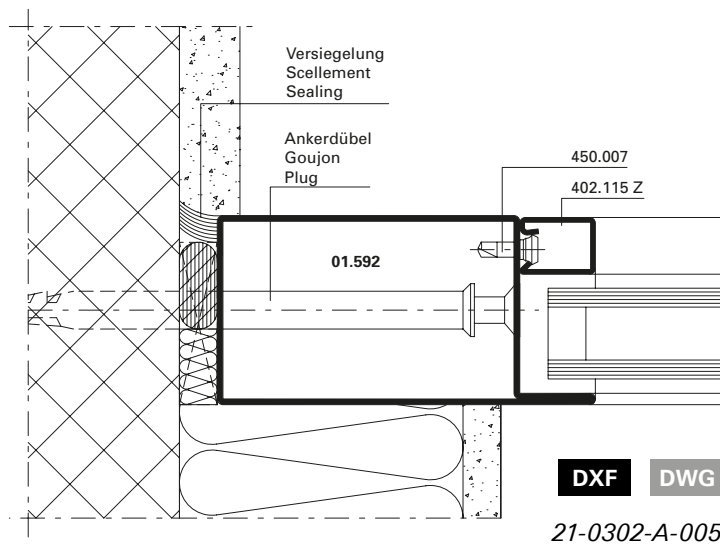 Versiegelung
Scellement
Sealing
Ankerdübel
Goujon
Plug
450.007
402.115 Z
01.592
DXF DWG
21-0302-A-005